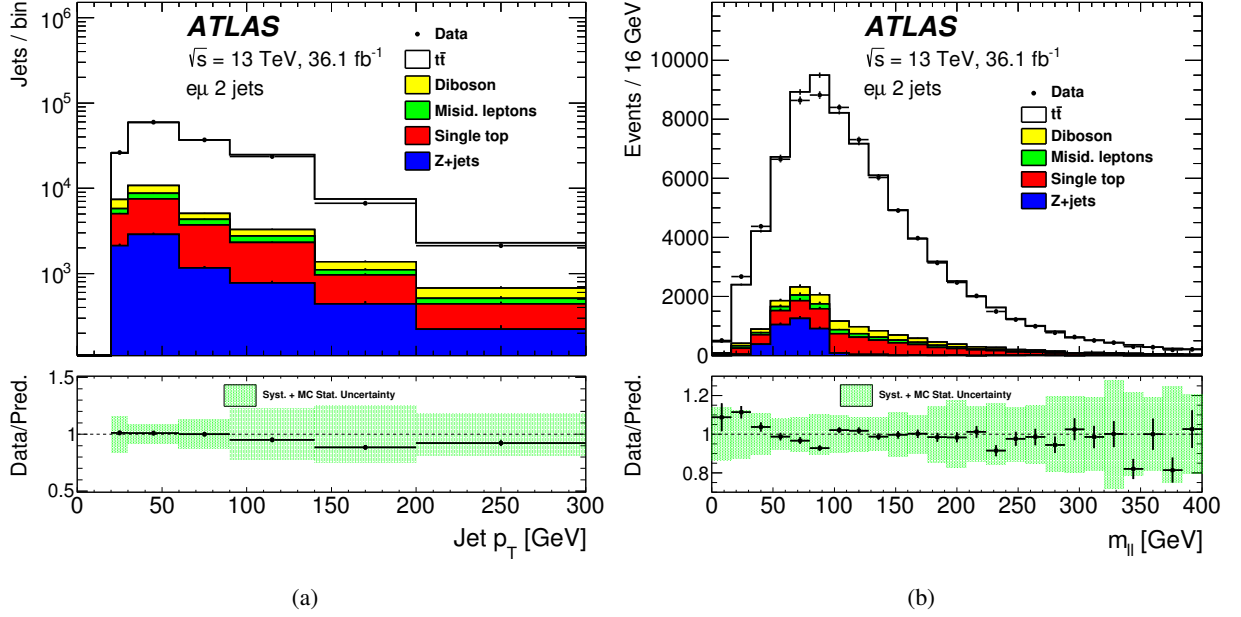 Jets / bin
10⁶
10⁵
10⁴
10³
ATLAS
√s = 13 TeV, 36.1 fb⁻¹
eμ 2 jets
Data
tt̄
Diboson
Misid. leptons
Single top
Z+jets
Data/Pred.
1.5
1
0.5
Syst. + MC Stat. Uncertainty
0 50 100 150 200 250 300
Jet p_T [GeV]
(a)
Events / 16 GeV
10000
8000
6000
4000
2000
0
ATLAS
√s = 13 TeV, 36.1 fb⁻¹
eμ 2 jets
Data
tt̄
Diboson
Misid. leptons
Single top
Z+jets
Data/Pred.
1.2
1
0.8
Syst. + MC Stat. Uncertainty
0 50 100 150 200 250 300 350 400
m_ll [GeV]
(b)